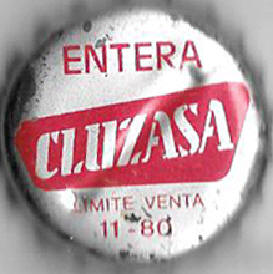 ENTERA
CLUZASA
LIMITE VENTA
11-80